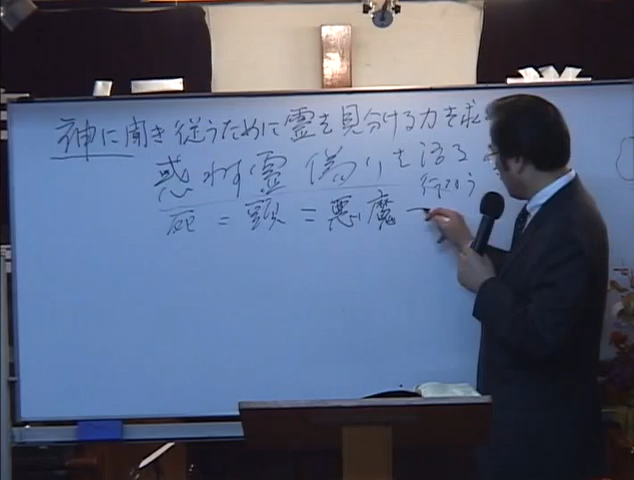 神に聞き従うために霊を見分ける力を求
惑わす霊 偽りを語る
行なう
死 = 頭 = 悪魔